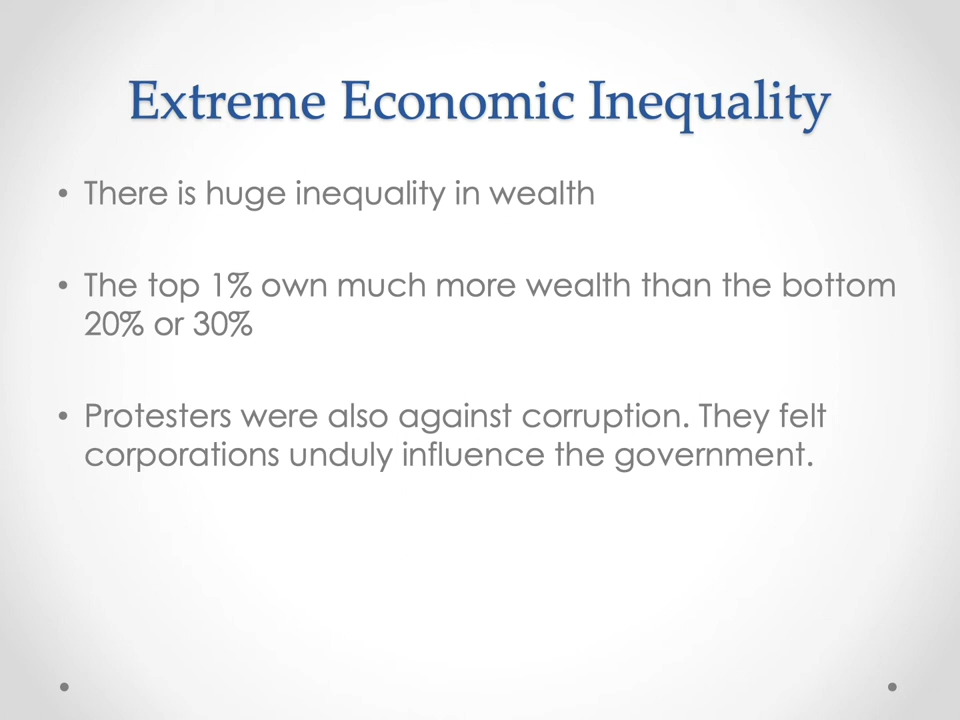 Extreme Economic Inequality
• There is huge inequality in wealth
• The top 1% own much more wealth than the bottom
20% or 30%
• Protesters were also against corruption. They felt
corporations unduly influence the government.